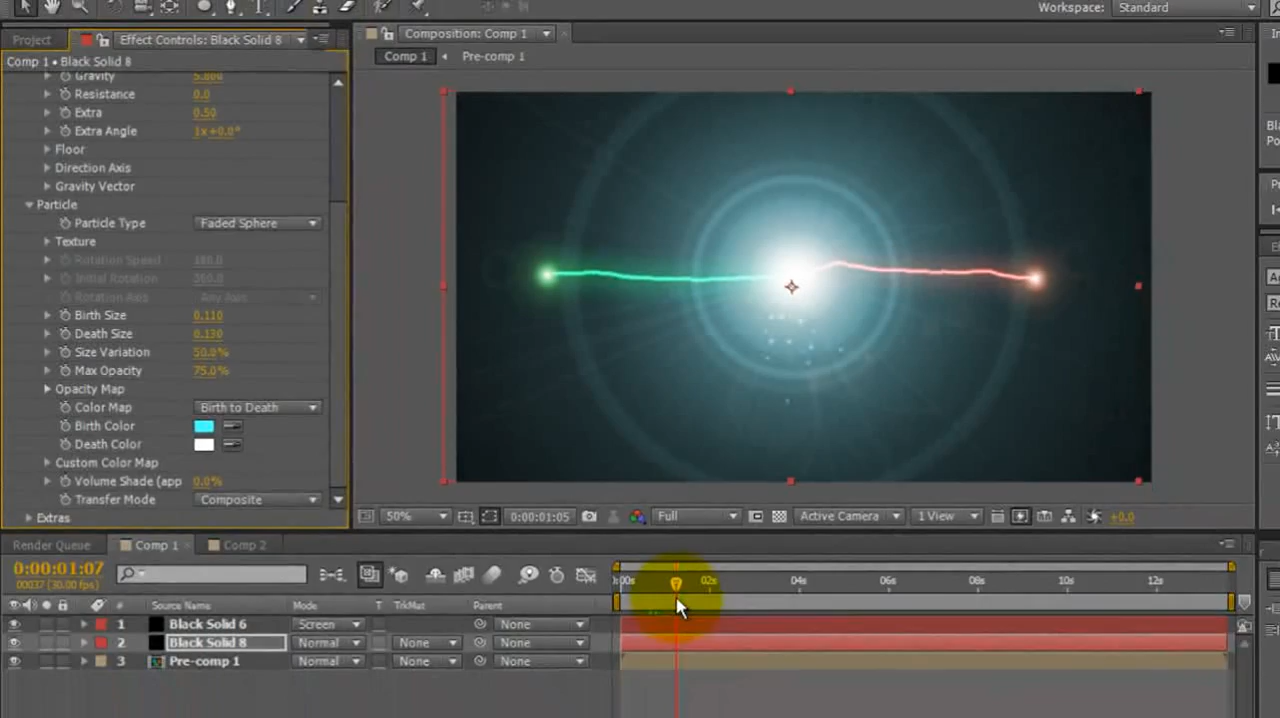 Workspace: Standard
Project Effect Controls: Black Solid 8
Comp 1 • Black Solid 8
Gravity 5.800
Resistance 0.0
Extra 0.50
Extra Angle 1x+0.0°
Floor
Direction Axis
Gravity Vector
Particle
Particle Type Faded Sphere
Texture
Rotation Speed 180.0
Initial Rotation 360.0
Rotation Axis Any Axis
Birth Size 0.110
Death Size 0.130
Size Variation 50.0%
Max Opacity 75.0%
Opacity Map
Color Map Birth to Death
Birth Color
Death Color
Custom Color Map
Volume Shade (app 0.0%
Transfer Mode Composite
Extras
Composition: Comp 1
Comp 1 Pre-comp 1
50% 0:00:01:05 Full Active Camera 1 View +0.0
Render Queue Comp 1 Comp 2
0:00:01:07
00037 (30.00 fps)
:00s 02s 04s 06s 08s 10s 12s
# Source Name Mode T TrkMat Parent
1 Black Solid 6 Screen None
2 Black Solid 8 Normal None None
3 Pre-comp 1 Normal None None